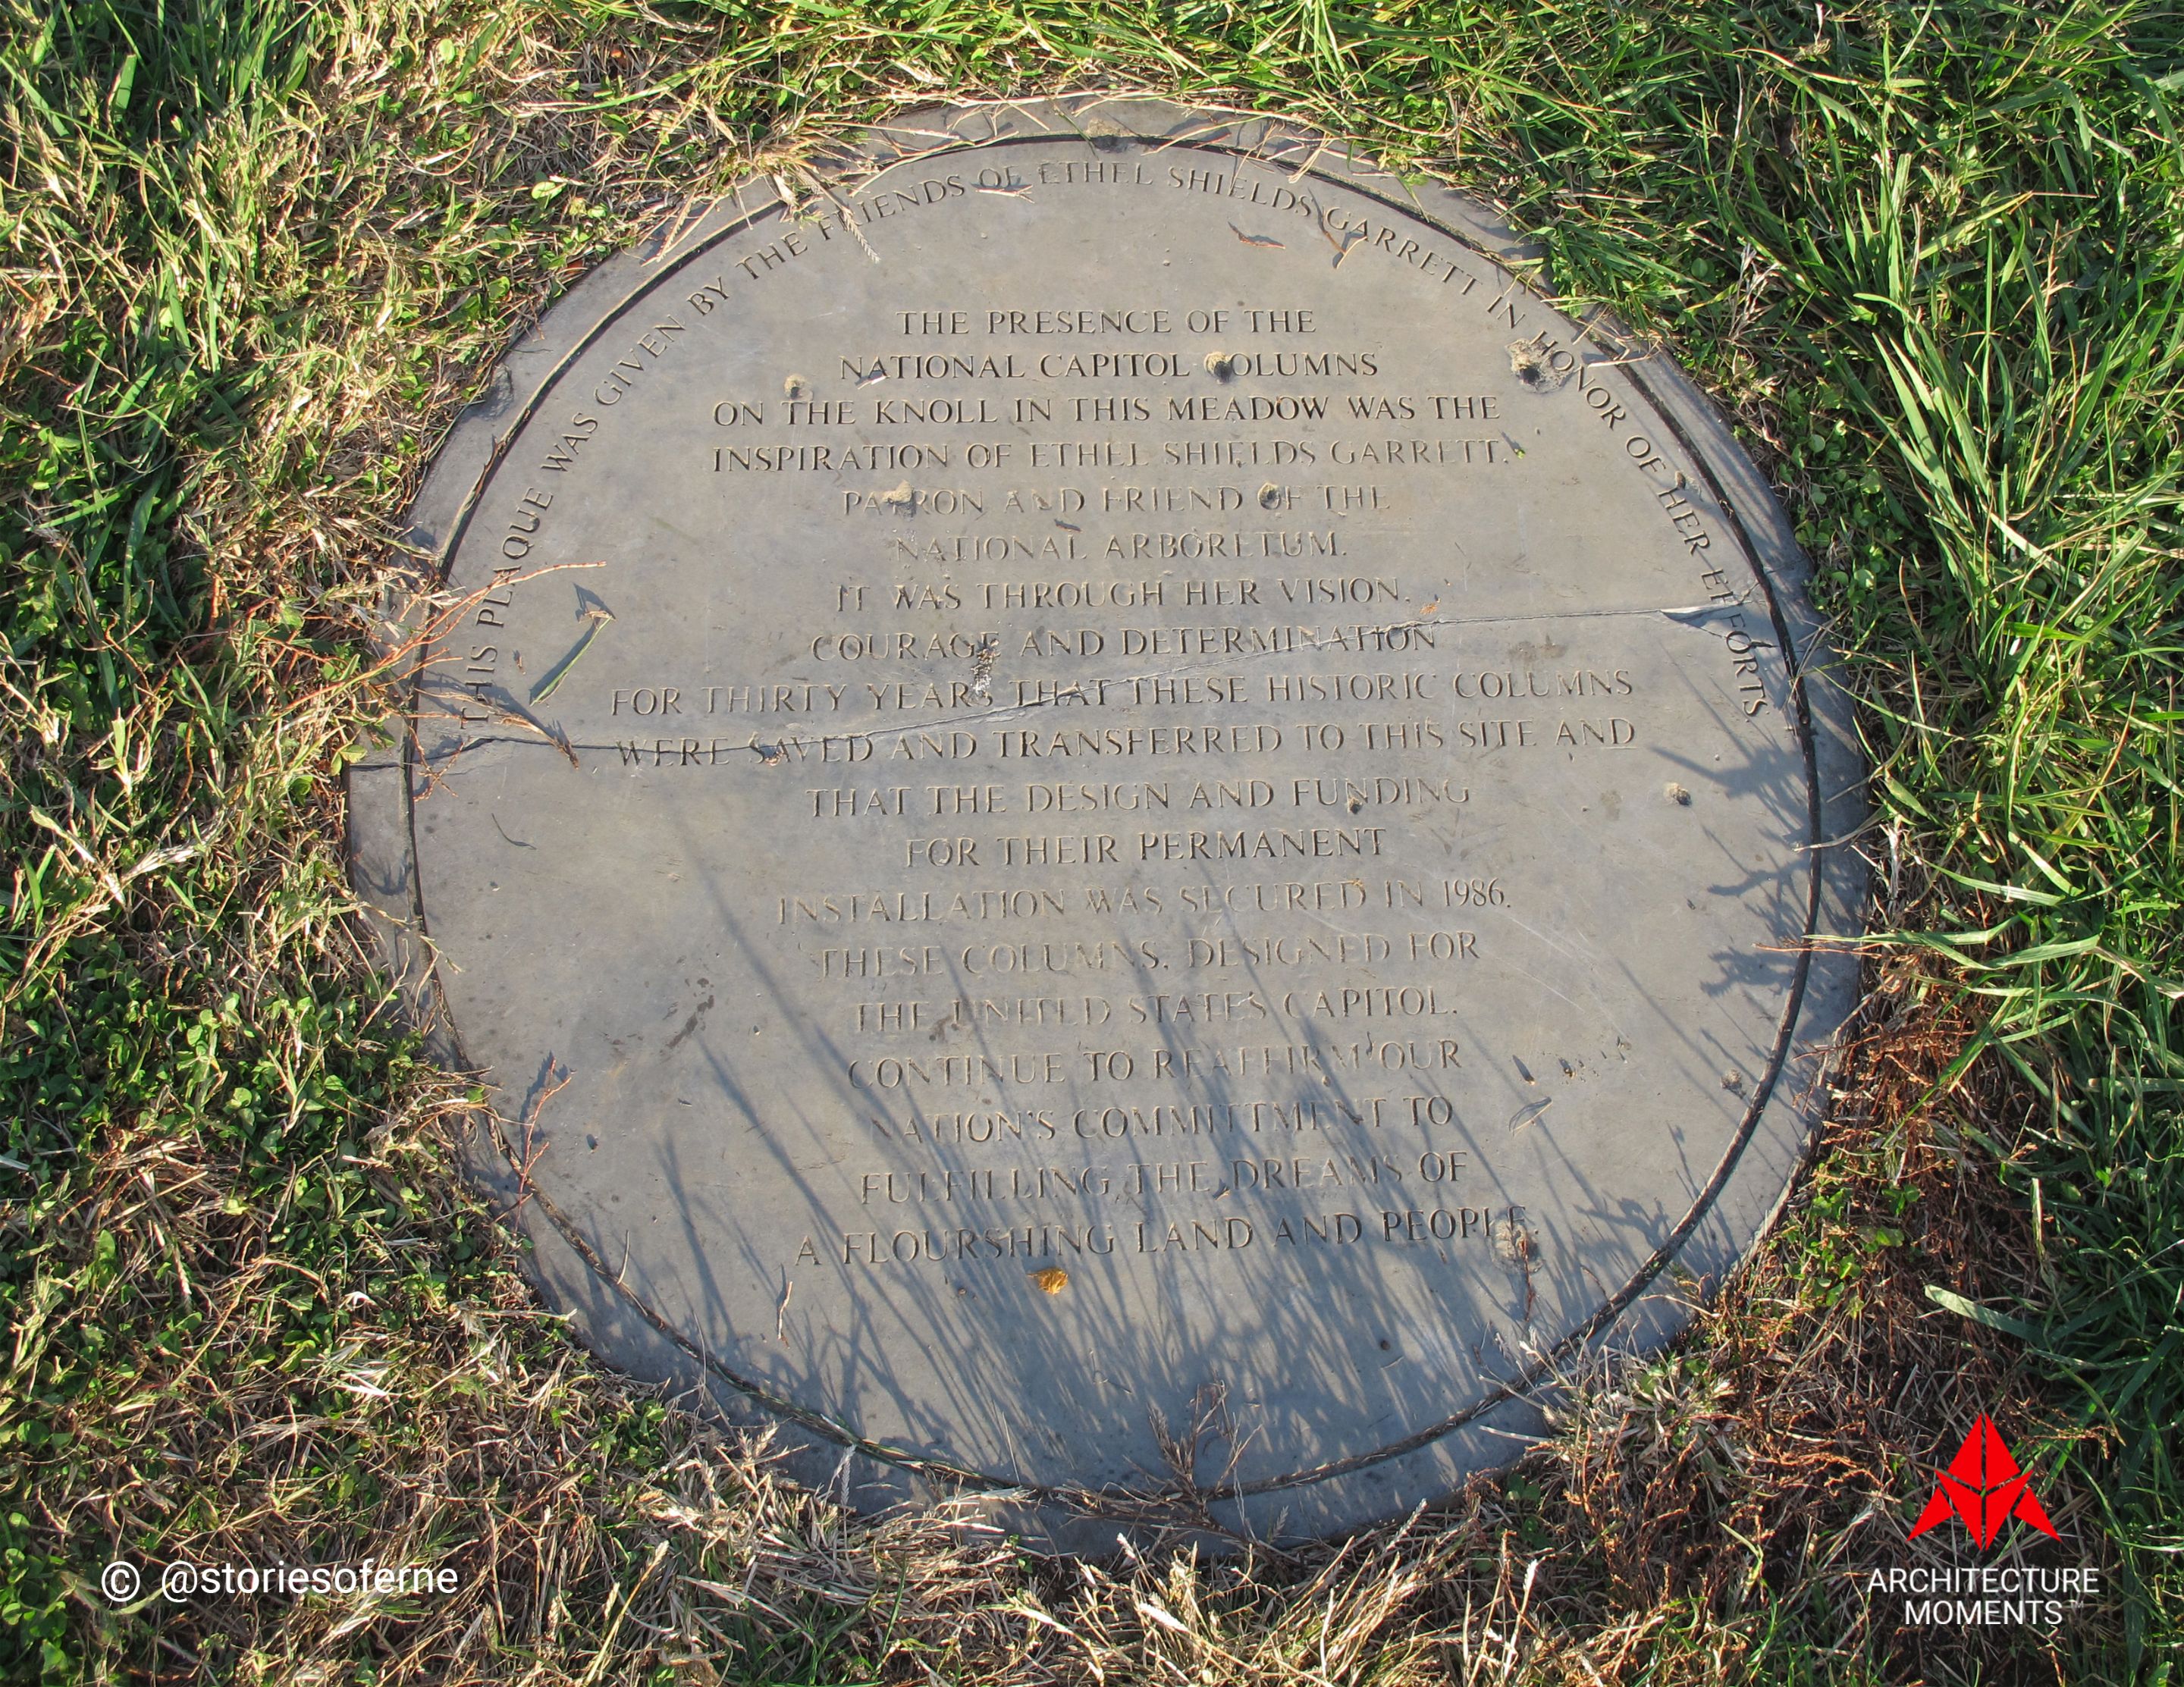 THIS PLAQUE WAS GIVEN BY THE FRIENDS OF ETHEL SHIELDS GARRETT IN HONOR OF HER EFFORTS.
THE PRESENCE OF THE
NATIONAL CAPITOL COLUMNS
ON THE KNOLL IN THIS MEADOW WAS THE
INSPIRATION OF ETHEL SHIELDS GARRETT.
PATRON AND FRIEND OF THE
NATIONAL ARBORETUM.
IT WAS THROUGH HER VISION,
COURAGE AND DETERMINATION
FOR THIRTY YEARS THAT THESE HISTORIC COLUMNS
WERE SAVED AND TRANSFERRED TO THIS SITE AND
THAT THE DESIGN AND FUNDING
FOR THEIR PERMANENT
INSTALLATION WAS SECURED IN 1986.
THESE COLUMNS, DESIGNED FOR
THE UNITED STATES CAPITOL,
CONTINUE TO REAFFIRM OUR
NATION'S COMMITTMENT TO
FULFILLING THE DREAMS OF
A FLOURSHING LAND AND PEOPLE.
© @storiesoferne
ARCHITECTURE
MOMENTS™